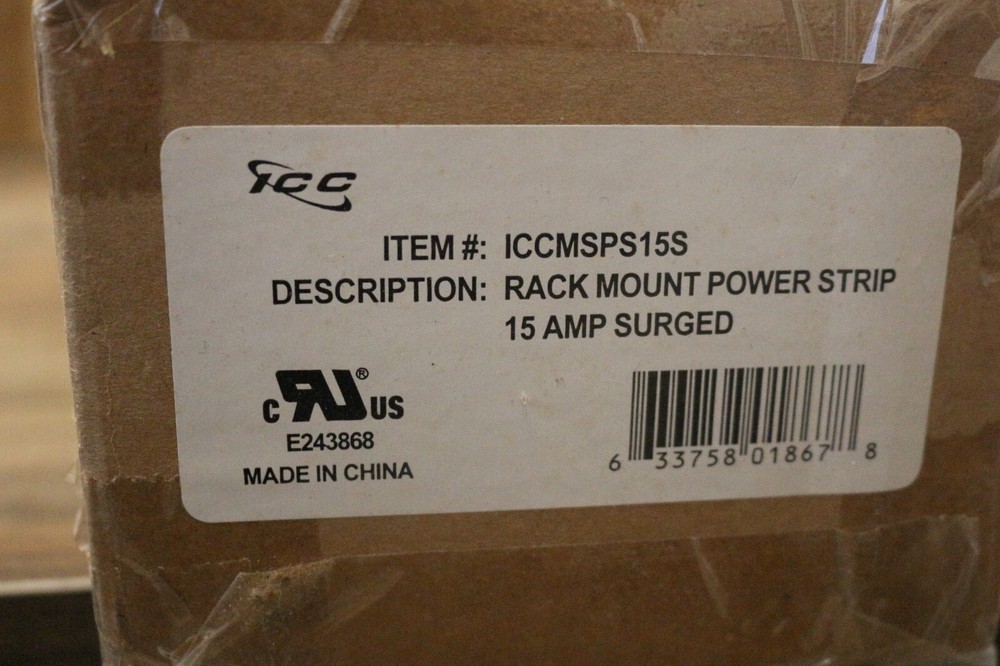 ICC
ITEM #: ICCMSPS15S
DESCRIPTION: RACK MOUNT POWER STRIP
15 AMP SURGED
c RU ® US
E243868
MADE IN CHINA
6 33758 01867 8